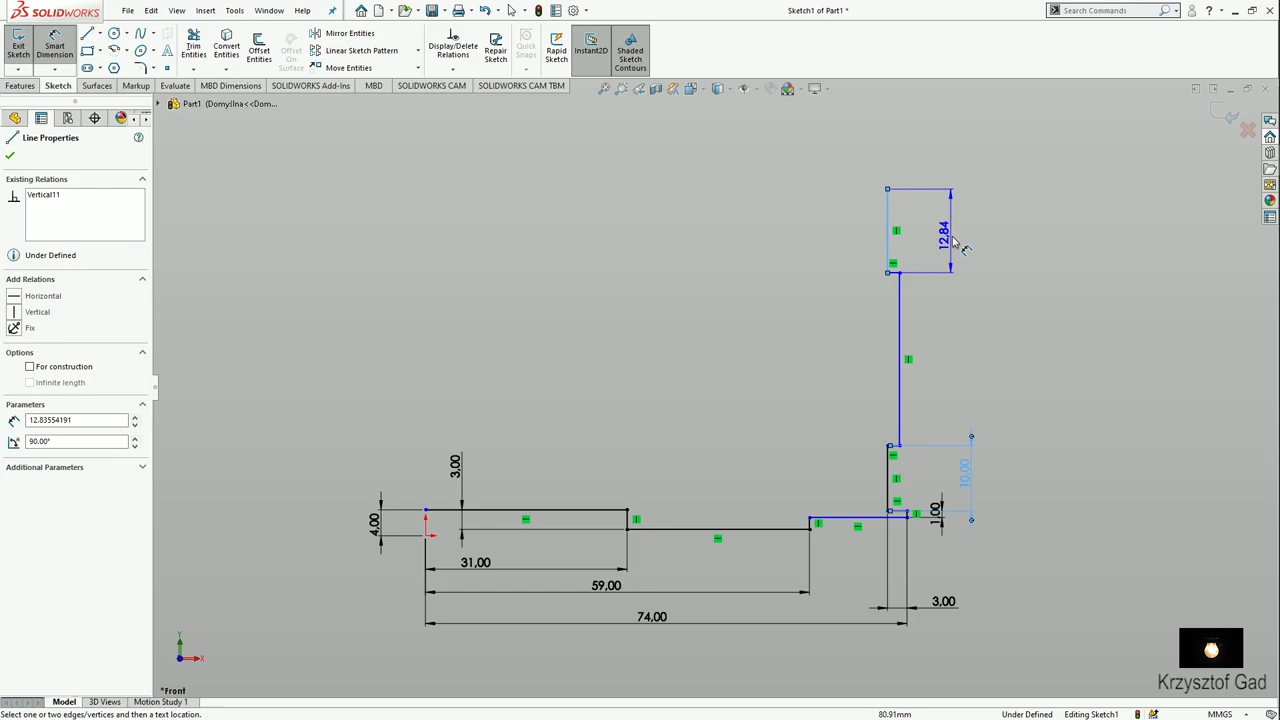 SOLIDWORKS File Edit View Insert Tools Window Help Sketch1 of Part1 * Search Commands
Exit Sketch Smart Dimension Trim Entities Convert Entities Offset Entities Offset On Surface Mirror Entities Linear Sketch Pattern Move Entities Display/Delete Relations Repair Sketch Quick Snaps Rapid Sketch Instant2D Shaded Sketch Contours
Features Sketch Markup Surfaces Evaluate MBD Dimensions SOLIDWORKS Add-Ins MBD SOLIDWORKS CAM SOLIDWORKS CAM TBM
Part1 (Domyślna<<Dom...
Line Properties
Existing Relations
Vertical11
Under Defined
Add Relations
Horizontal
Vertical
Fix
Options
For construction
Infinite length
Parameters
12.83554191
90.00°
Additional Parameters
12,84
10,00
3,00
4,00
1,00
31,00
59,00
3,00
74,00
Y
X
*Front
Krzysztof Gad
Model 3D Views Motion Study 1
Select one or two edges/vertices and then a text location. 80.91mm Under Defined Editing Sketch1 MMGS